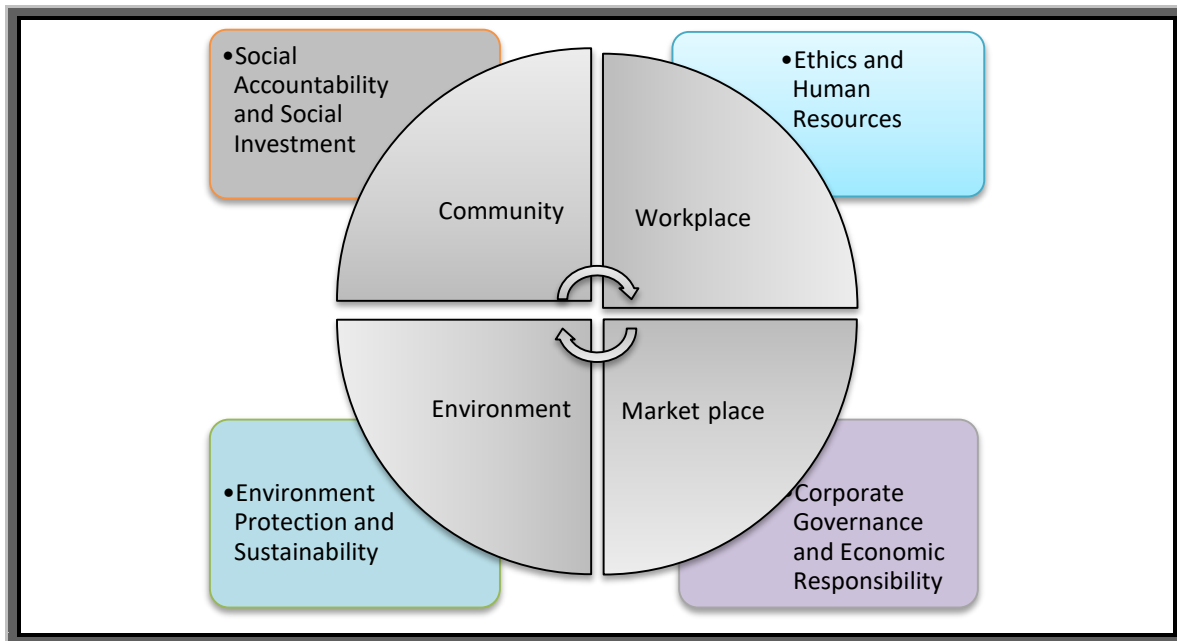 •Social
Accountability
and Social
Investment
•Ethics and
Human
Resources
Community
Workplace
Environment
Market place
•Environment
Protection and
Sustainability
•Corporate
Governance
and Economic
Responsibility